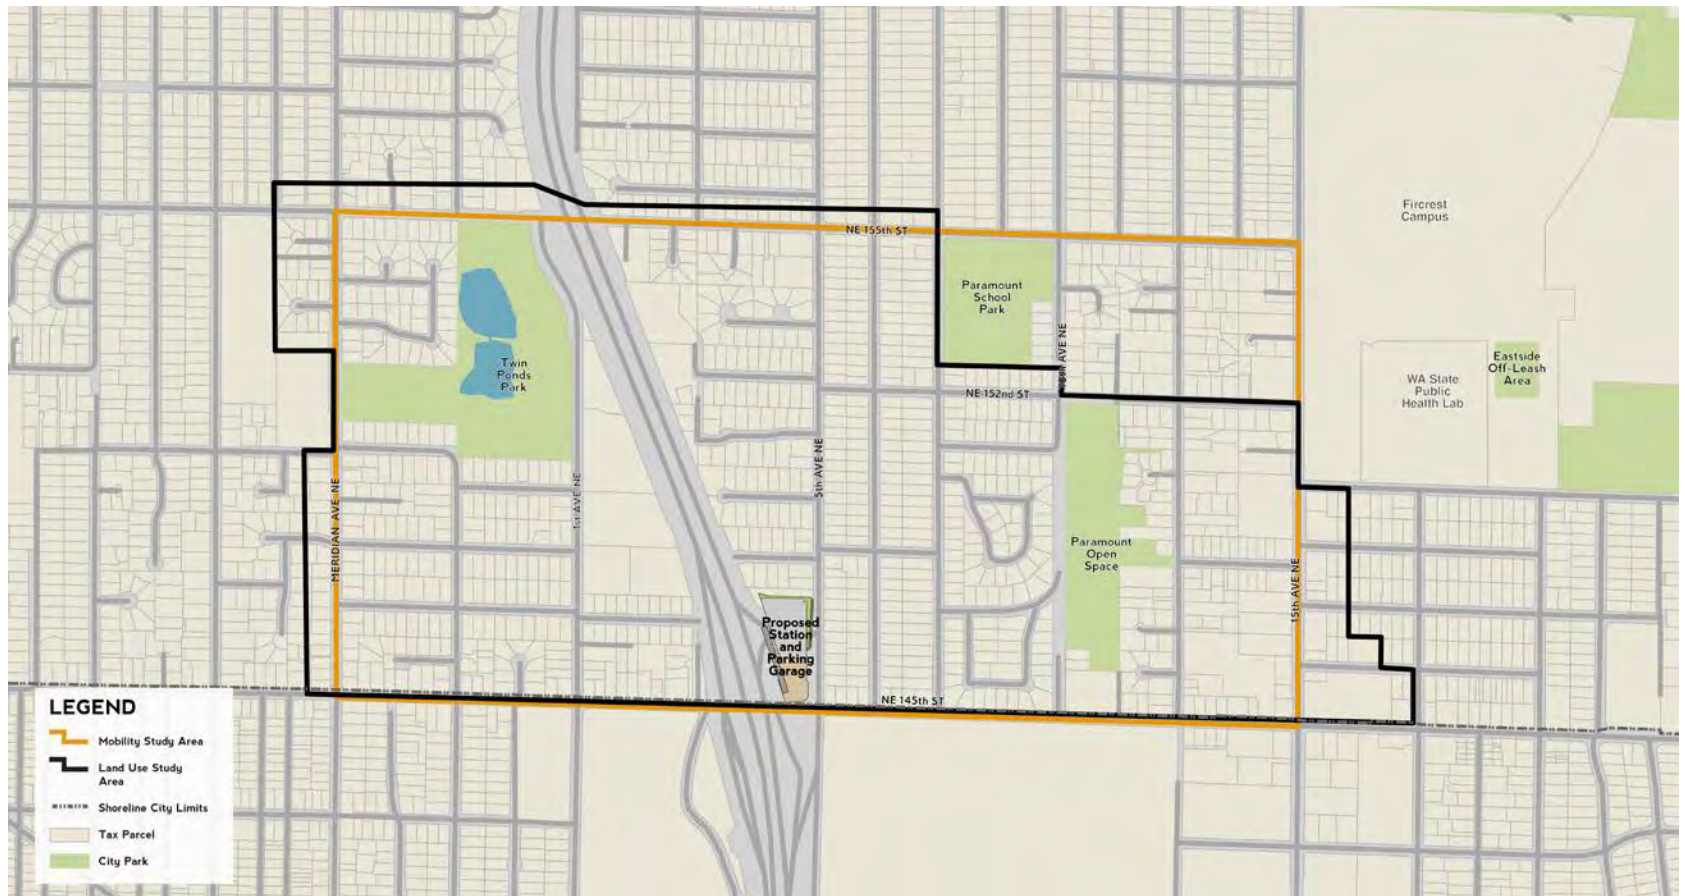 NE 155th ST
Fircrest
Campus
Paramount
School
Park
Twin
Ponds
Park
AVE NE
NE 152nd ST
Eastside
Off-Leash
Area
WA State
Public
Health Lab
MERIDIAN AVE NE
1st AVE NE
5th AVE NE
Paramount
Open
Space
15th AVE NE
Proposed
Station
and
Parking
Garage
NE 145th ST
LEGEND
Mobility Study Area
Land Use Study
Area
Shoreline City Limits
Tax Parcel
City Park